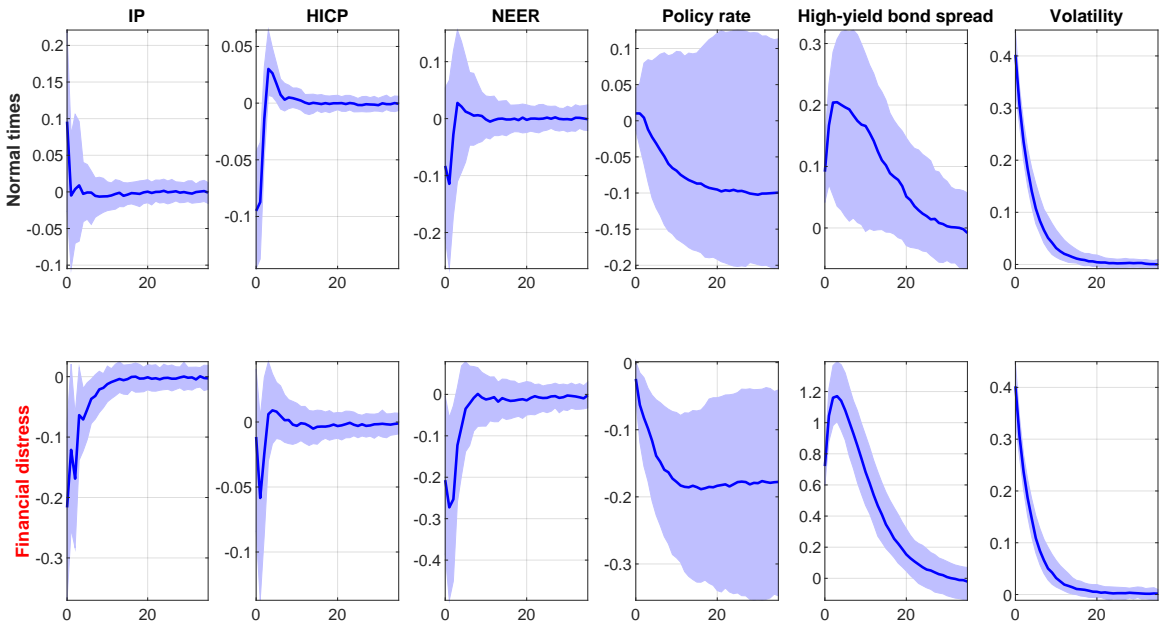 IP HICP NEER Policy rate High-yield bond spread Volatility
Normal times
0.2 0.15 0.1 0.05 0 -0.05 -0.1
0.05 0 -0.05 -0.1
0.1 0 -0.1 -0.2
0.1 0.05 0 -0.05 -0.1 -0.15 -0.2
0.3 0.2 0.1 0
0.4 0.3 0.2 0.1 0
0 20 0 20 0 20 0 20 0 20 0 20
Financial distress
0 -0.1 -0.2 -0.3
0 -0.05 -0.1
0 -0.1 -0.2 -0.3 -0.4
0 -0.1 -0.2 -0.3
1.2 1 0.8 0.6 0.4 0.2 0
0.4 0.3 0.2 0.1 0
0 20 0 20 0 20 0 20 0 20 0 20